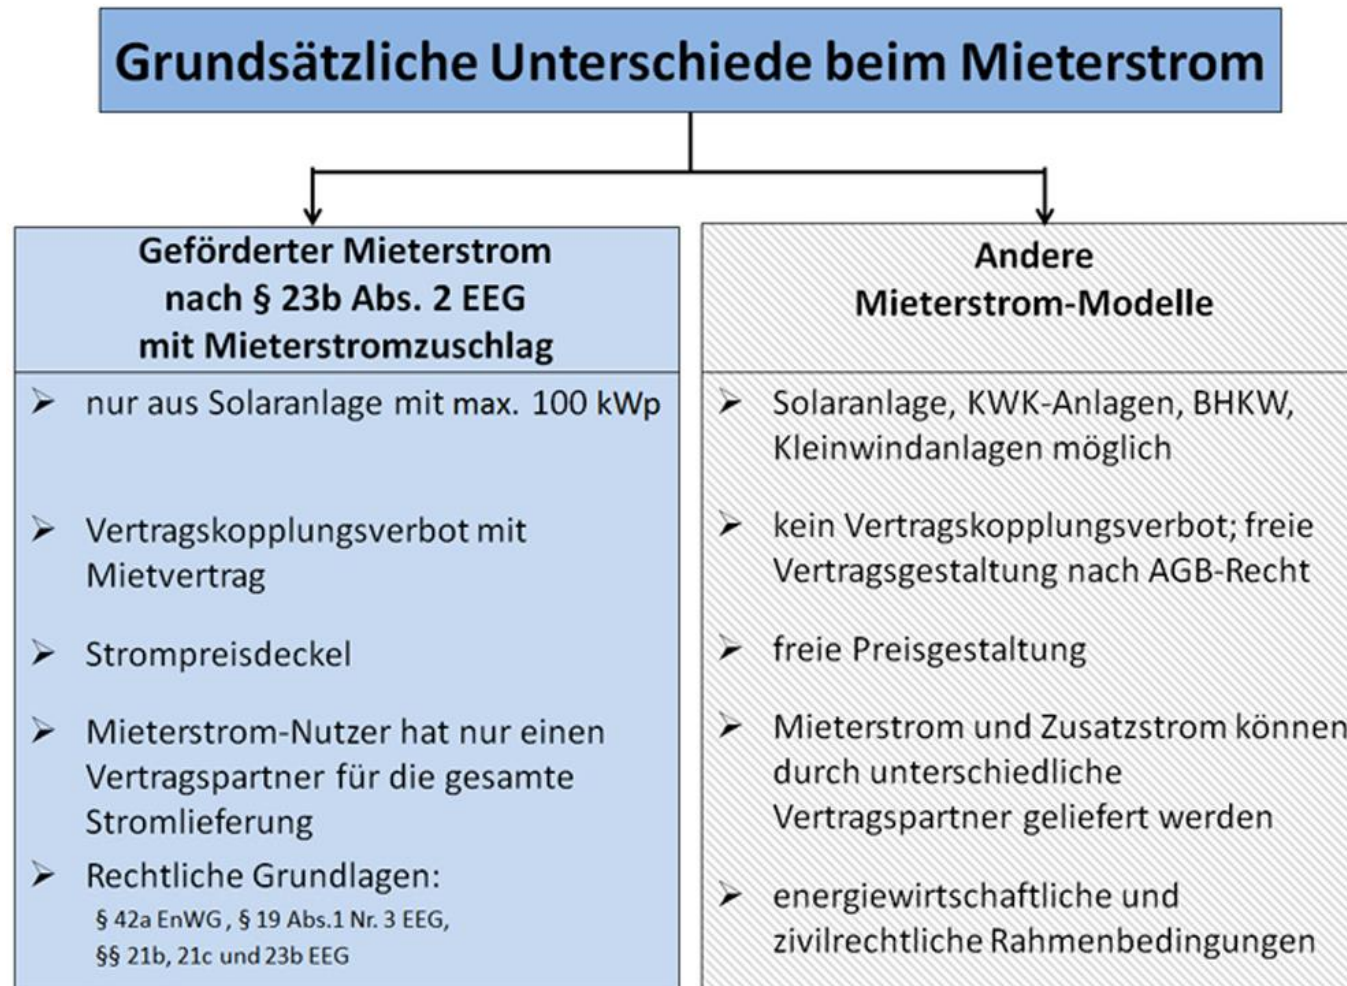 Grundsätzliche Unterschiede beim Mieterstrom
Geförderter Mieterstrom
nach § 23b Abs. 2 EEG
mit Mieterstromzuschlag
➢ nur aus Solaranlage mit max. 100 kWp
➢ Vertragskopplungsverbot mit
Mietvertrag
➢ Strompreisdeckel
➢ Mieterstrom-Nutzer hat nur einen
Vertragspartner für die gesamte
Stromlieferung
➢ Rechtliche Grundlagen:
§ 42a EnWG , § 19 Abs.1 Nr. 3 EEG,
§§ 21b, 21c und 23b EEG
Andere
Mieterstrom-Modelle
➢ Solaranlage, KWK-Anlagen, BHKW,
Kleinwindanlagen möglich
➢ kein Vertragskopplungsverbot; freie
Vertragsgestaltung nach AGB-Recht
➢ freie Preisgestaltung
➢ Mieterstrom und Zusatzstrom können
durch unterschiedliche
Vertragspartner geliefert werden
➢ energiewirtschaftliche und
zivilrechtliche Rahmenbedingungen